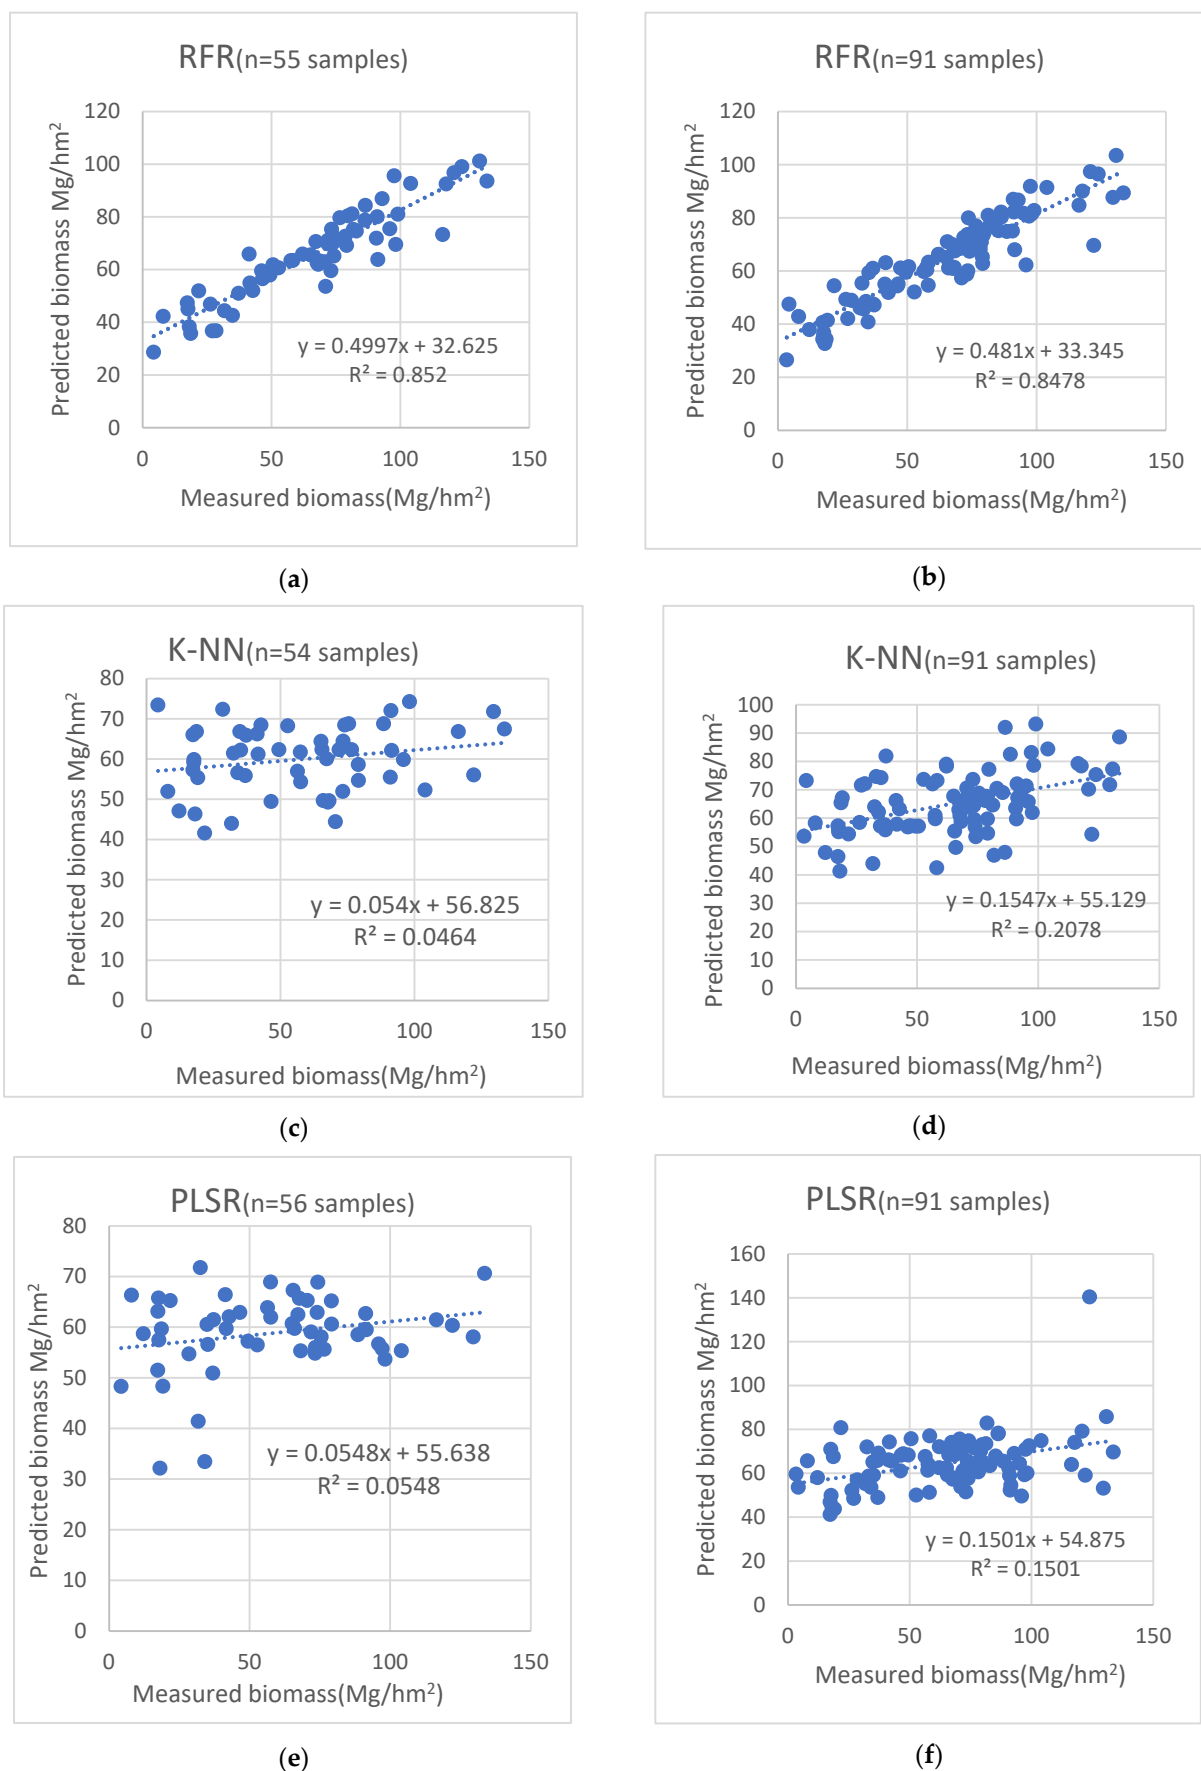 RFR(n=55 samples)
Predicted biomass Mg/hm²
120
100
80
60
40
20
0
y = 0.4997x + 32.625
R² = 0.852
0 50 100 150
Measured biomass(Mg/hm²)
(a)
RFR(n=91 samples)
Predicted biomass Mg/hm²
120
100
80
60
40
20
0
y = 0.481x + 33.345
R² = 0.8478
0 50 100 150
Measured biomass(Mg/hm²)
(b)
K-NN(n=54 samples)
Predicted biomass Mg/hm²
80
70
60
50
40
30
20
10
0
y = 0.054x + 56.825
R² = 0.0464
0 50 100 150
Measured biomass(Mg/hm²)
(c)
K-NN(n=91 samples)
Predicted biomass Mg/hm²
100
90
80
70
60
50
40
30
20
10
0
y = 0.1547x + 55.129
R² = 0.2078
0 50 100 150
Measured biomass(Mg/hm²)
(d)
PLSR(n=56 samples)
Predicted biomass Mg/hm²
80
70
60
50
40
30
20
10
0
y = 0.0548x + 55.638
R² = 0.0548
0 50 100 150
Measured biomass(Mg/hm²)
(e)
PLSR(n=91 samples)
Predicted biomass Mg/hm²
160
140
120
100
80
60
40
20
0
y = 0.1501x + 54.875
R² = 0.1501
0 50 100 150
Measured biomass(Mg/hm²)
(f)